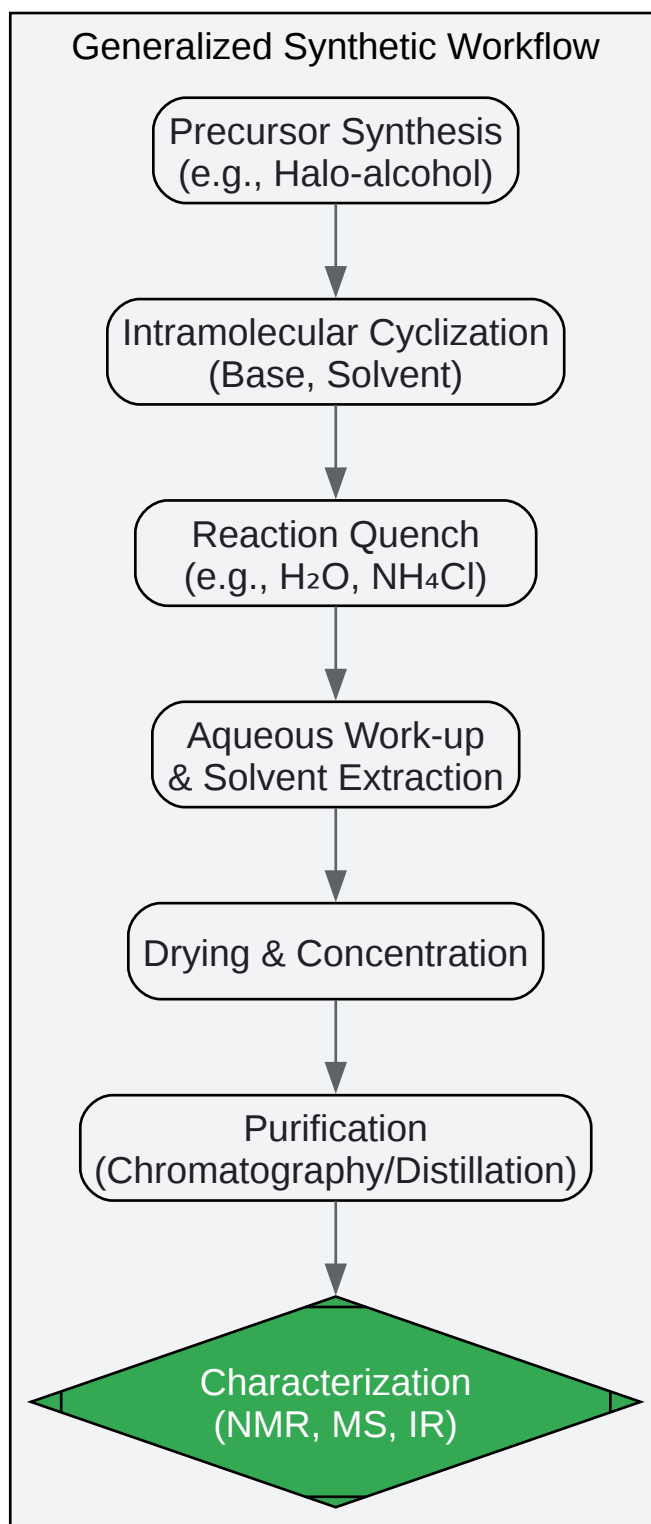 Generalized Synthetic Workflow
Precursor Synthesis
(e.g., Halo-alcohol)
Intramolecular Cyclization
(Base, Solvent)
Reaction Quench
(e.g., H₂O, NH₄Cl)
Aqueous Work-up
& Solvent Extraction
Drying & Concentration
Purification
(Chromatography/Distillation)
Characterization
(NMR, MS, IR)